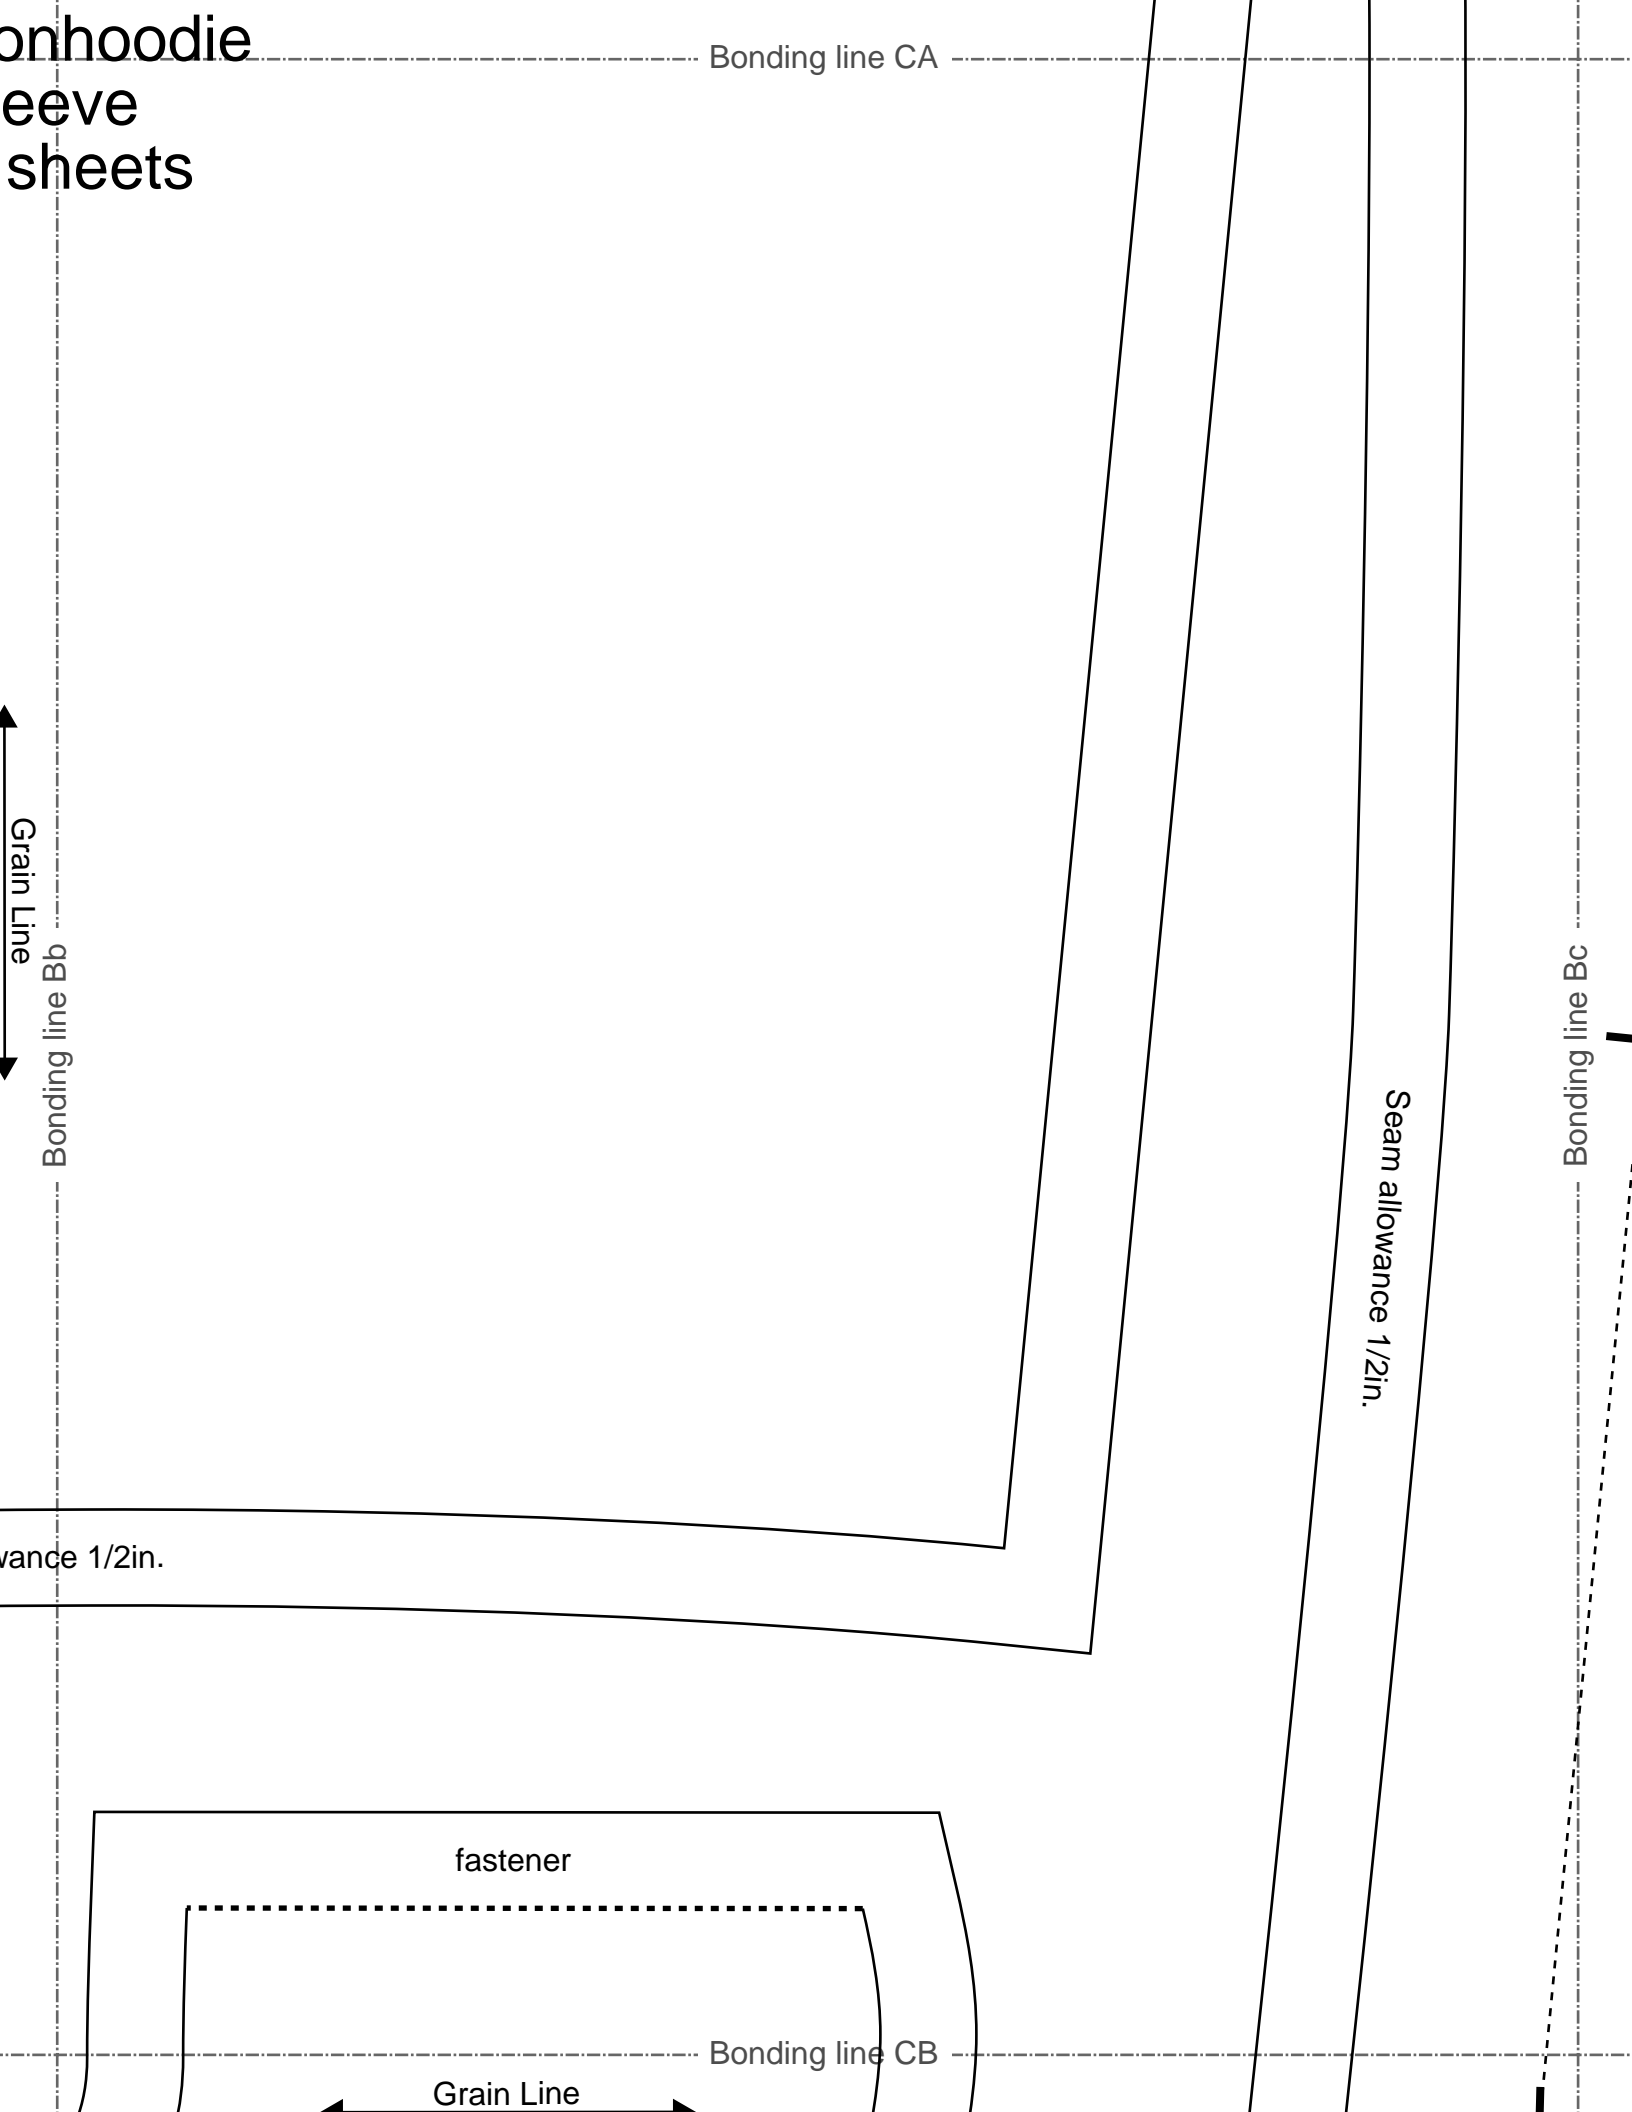 onhoodie
Bonding line CA
eeve
sheets
Grain Line
Bonding line Bb
Bonding line Bc
Seam allowance 1/2in.
wance 1/2in.
fastener
Bonding line CB
Grain Line